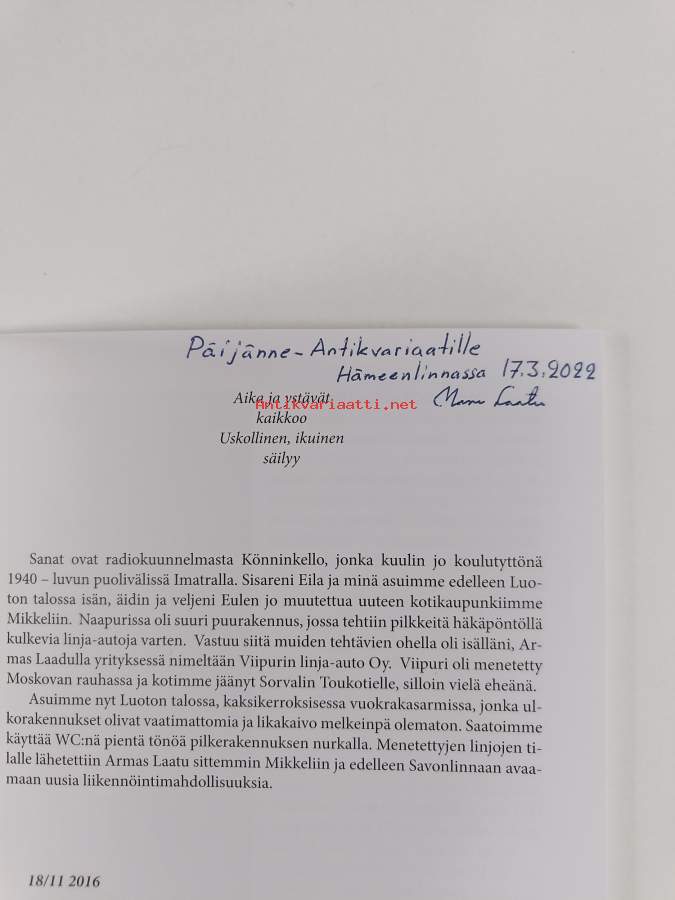 Päijänne-Antikvariaatille
Hämeenlinnassa 17.3.2022
Laatu
Aika ja ystävät
Antikvariaatti.net
kaikkoo
Uskollinen, ikuinen
säilyy
Sanat ovat radiokuunnelmasta Könninkello, jonka kuulin jo koulutyttönä
1940 – luvun puolivälissä Imatralla. Sisareni Eila ja minä asuimme edelleen Luo-
ton talossa isän, äidin ja veljeni Eulen jo muutettua uuteen kotikaupunkiimme
Mikkeliin. Naapurissa oli suuri puurakennus, jossa tehtiin pilkkeitä häkäpöntöllä
kulkevia linja-autoja varten. Vastuu siitä muiden tehtävien ohella oli isälläni, Ar-
mas Laadulla yrityksessä nimeltään Viipurin linja-auto Oy. Viipuri oli menetetty
Moskovan rauhassa ja kotimme jäänyt Sorvalin Toukotielle, silloin vielä eheänä.
Asuimme nyt Luoton talossa, kaksikerroksisessa vuokrakasarmissa, jonka ul-
korakennukset olivat vaatimattomia ja likakaivo melkeinpä olematon. Saatoimme
käyttää WC:nä pientä tönöä pilkerakennuksen nurkalla. Menetettyjen linjojen ti-
lalle lähetettiin Armas Laatu sittemmin Mikkeliin ja edelleen Savonlinnaan avaa-
maan uusia liikennöintimahdollisuuksia.
18/11 2016